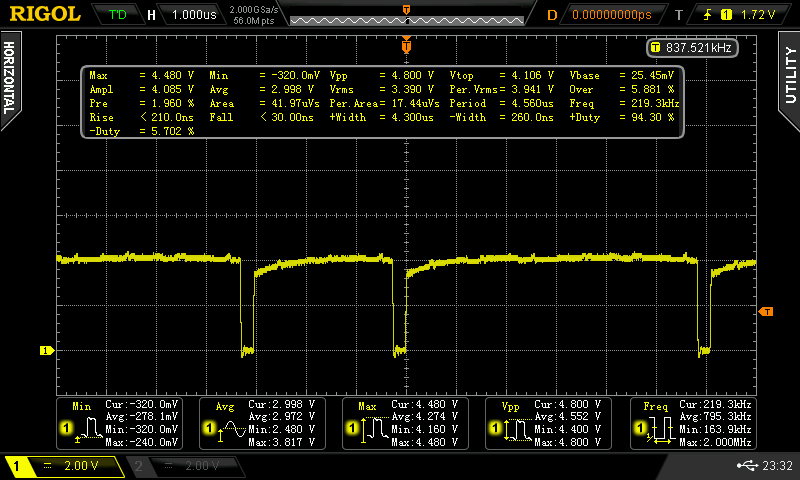 RIGOL T'D H 1.000us 2.000GSa/s 56.0M pts D 0.00000000ps T 1 1.72 V
T 837.521kHz
HORIZONTAL
UTILITY
Max = 4.480 V Min = -320.0mV Vpp = 4.800 V Vtop = 4.106 V Vbase = 25.45mV
Ampl = 4.085 V Avg = 2.998 V Vrms = 3.390 V Per.Vrms= 3.941 V Over = 5.881 %
Pre = 1.960 % Area = 41.97uVs Per.Area= 17.44uVs Period = 4.560us Freq = 219.3kHz
Rise < 210.0ns Fall < 30.00ns +Width = 4.300us -Width = 260.0ns +Duty = 94.30 %
-Duty = 5.702 %
T
T
1
Min Cur:-320.0mV
Avg:-278.1mV
Min:-320.0mV
Max:-240.0mV
1
Avg Cur:2.998 V
Avg:2.972 V
Min:2.480 V
Max:3.817 V
1
Max Cur:4.480 V
Avg:4.274 V
Min:4.160 V
Max:4.480 V
1
Vpp Cur:4.800 V
Avg:4.552 V
Min:4.400 V
Max:4.800 V
1
Freq Cur:219.3kHz
Avg:795.3kHz
Min:163.9kHz
Max:2.000MHz
1
1 2.00 V 2 2.00 V 23:32